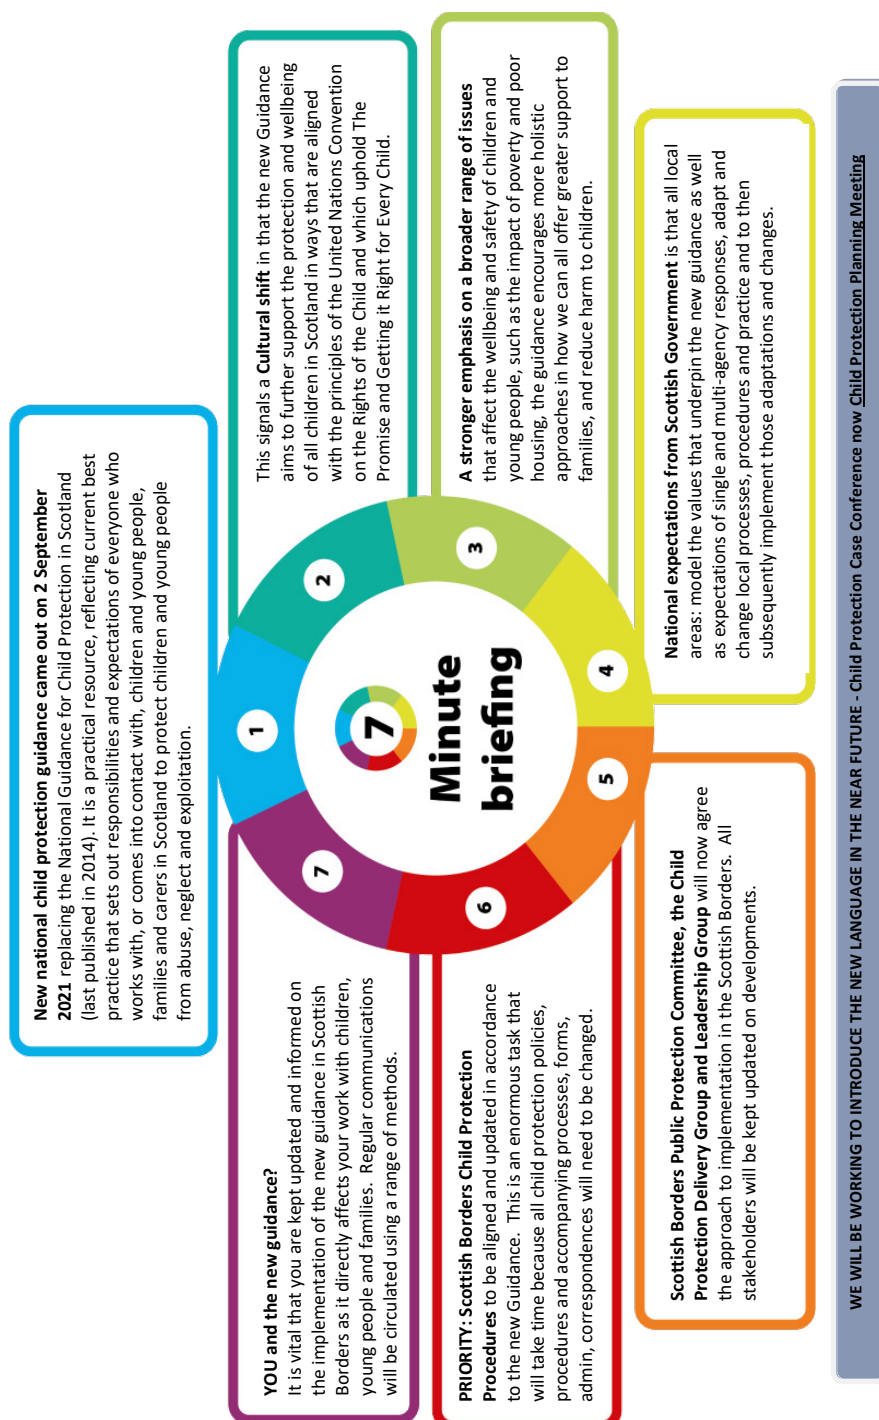 New national child protection guidance came out on 2 September
2021 replacing the National Guidance for Child Protection in Scotland
(last published in 2014). It is a practical resource, reflecting current best
practice that sets out responsibilities and expectations of everyone who
works with, or comes into contact with, children and young people,
families and carers in Scotland to protect children and young people
from abuse, neglect and exploitation.
This signals a Cultural shift in that the new Guidance
aims to further support the protection and wellbeing
of all children in Scotland in ways that are aligned
with the principles of the United Nations Convention
on the Rights of the Child and which uphold The
Promise and Getting it Right for Every Child.
A stronger emphasis on a broader range of issues
that affect the wellbeing and safety of children and
young people, such as the impact of poverty and poor
housing, the guidance encourages more holistic
approaches in how we can all offer greater support to
families, and reduce harm to children.
National expectations from Scottish Government is that all local
areas: model the values that underpin the new guidance as well
as expectations of single and multi-agency responses, adapt and
change local processes, procedures and practice and to then
subsequently implement those adaptations and changes.
Scottish Borders Public Protection Committee, the Child
Protection Delivery Group and Leadership Group will now agree
the approach to implementation in the Scottish Borders. All
stakeholders will be kept updated on developments.
PRIORITY: Scottish Borders Child Protection
Procedures to be aligned and updated in accordance
to the new Guidance. This is an enormous task that
will take time because all child protection policies,
procedures and accompanying processes, forms,
admin, correspondences will need to be changed.
YOU and the new guidance?
It is vital that you are kept updated and informed on
the implementation of the new guidance in Scottish
Borders as it directly affects your work with children,
young people and families. Regular communications
will be circulated using a range of methods.
1
2
3
4
5
6
7
7
Minute
briefing
WE WILL BE WORKING TO INTRODUCE THE NEW LANGUAGE IN THE NEAR FUTURE - Child Protection Case Conference now Child Protection Planning Meeting